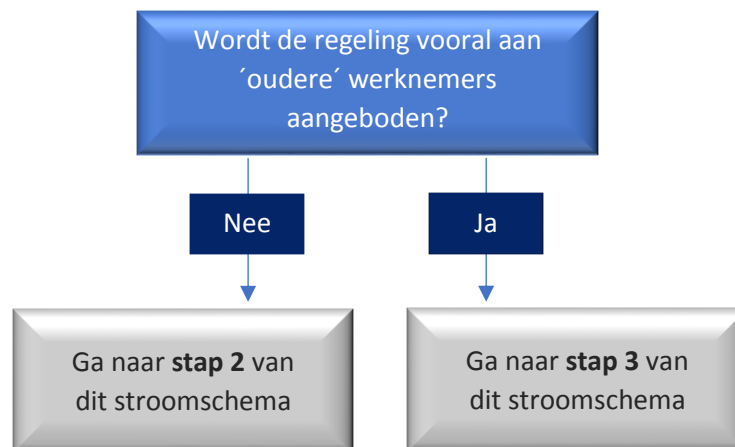 Wordt de regeling vooral aan
´oudere´ werknemers
aangeboden?
Nee
Ja
Ga naar stap 2 van
dit stroomschema
Ga naar stap 3 van
dit stroomschema